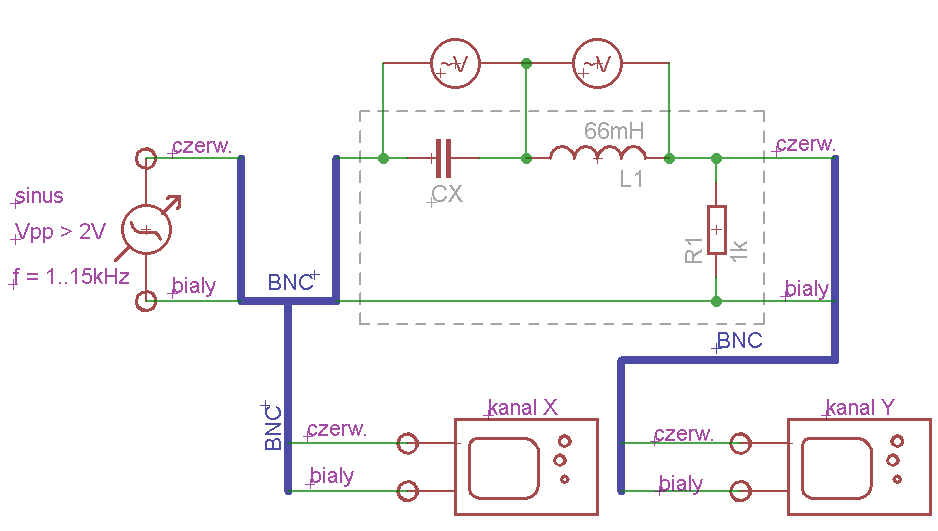 ~V
~V
66mH
czerw.
czerw.
L1
CX
sinus
Vpp > 2V
f = 1..15kHz
R1
1k
bialy
BNC
bialy
BNC
BNC
kanal X
kanal Y
czerw.
czerw.
bialy
bialy